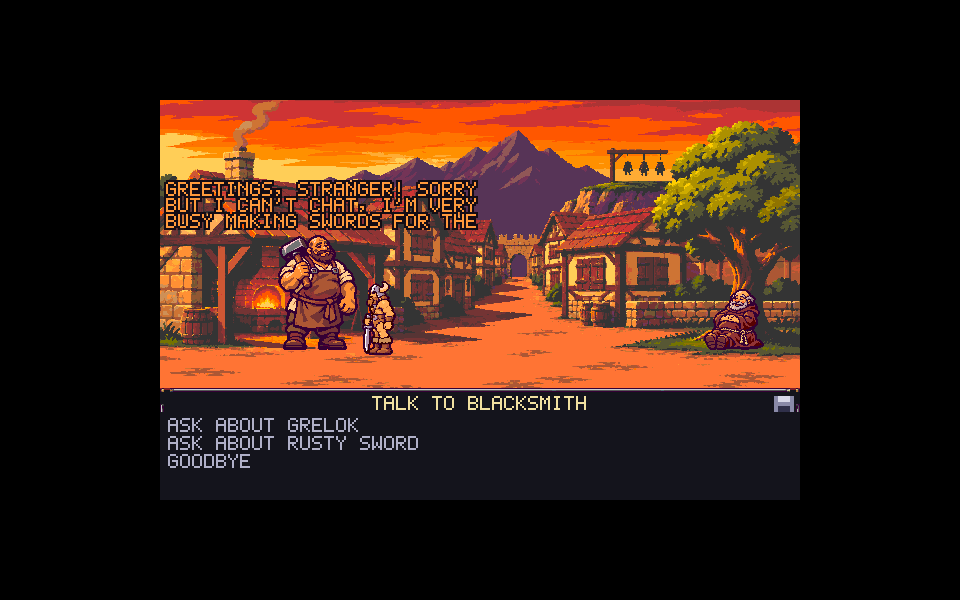 GREETINGS, STRANGER! SORRY
BUT I CAN'T CHAT, I'M VERY
BUSY MAKING SWORDS FOR THE
TALK TO BLACKSMITH
ASK ABOUT GRELOK
ASK ABOUT RUSTY SWORD
GOODBYE